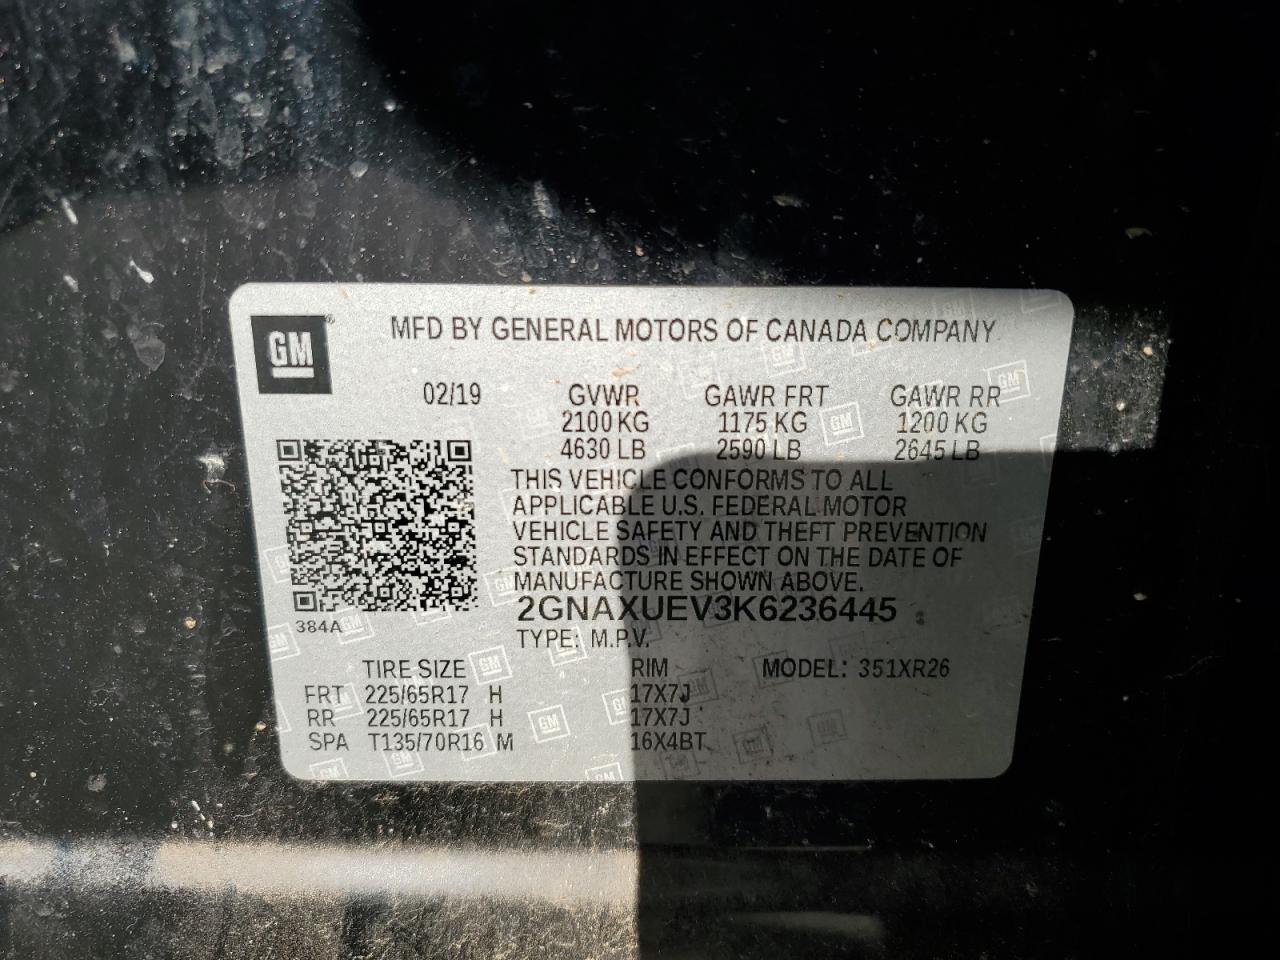 GM ® MFD BY GENERAL MOTORS OF CANADA COMPANY
02/19 GVWR GAWR FRT GAWR RR
2100 KG 1175 KG 1200 KG
4630 LB 2590 LB 2645 LB
THIS VEHICLE CONFORMS TO ALL
APPLICABLE U.S. FEDERAL MOTOR
VEHICLE SAFETY AND THEFT PREVENTION
STANDARDS IN EFFECT ON THE DATE OF
MANUFACTURE SHOWN ABOVE.
2GNAXUEV3K6236445
384A
TYPE: M.P.V.
TIRE SIZE RIM MODEL: 351XR26
FRT 225/65R17 H 17X7J
RR 225/65R17 H 17X7J
SPA T135/70R16 M 16X4BT